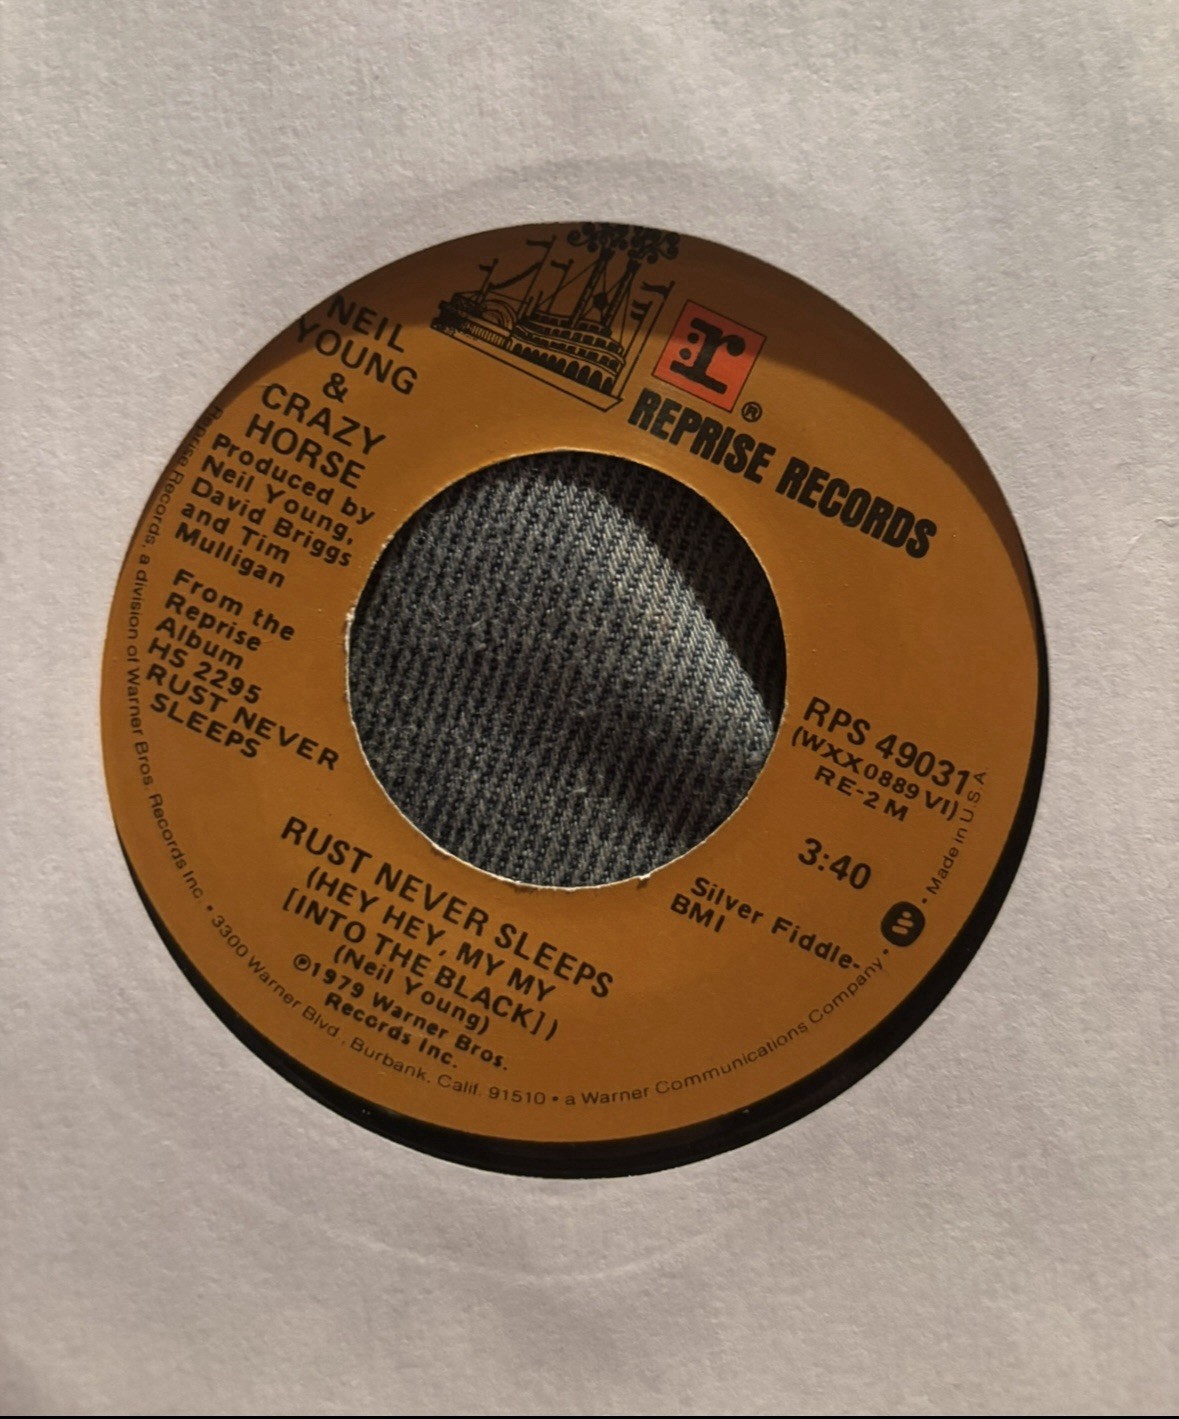 r ®
REPRISE RECORDS
NEIL
YOUNG
&
CRAZY
HORSE
Produced by
Neil Young,
David Briggs
and Tim
Mulligan
From the
Reprise
Album
HS 2295
RUST NEVER
SLEEPS
RPS 49031
(WXX0889 VI)
RE-2 M
3:40
Silver Fiddle-
BMI
RUST NEVER SLEEPS
(HEY HEY, MY MY
[INTO THE BLACK])
(Neil Young)
℗1979 Warner Bros.
Records Inc.
Reprise Records, a division of Warner Bros. Records Inc. • 3300 Warner Blvd., Burbank, Calif. 91510 • a Warner Communications Company • • Made in U.S.A